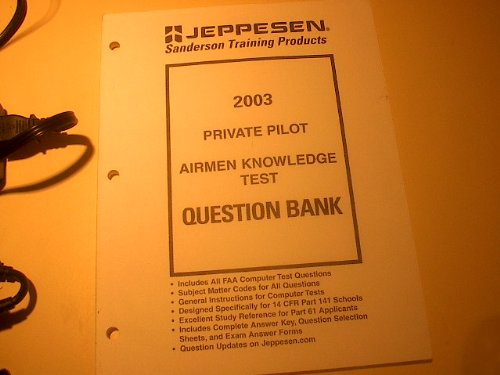 JEPPESEN®
Sanderson Training Products
2003
PRIVATE PILOT
AIRMEN KNOWLEDGE
TEST
QUESTION BANK
• Includes All FAA Computer Test Questions
• Subject Matter Codes for All Questions
• General Instructions for Computer Tests
• Designed Specifically for 14 CFR Part 141 Schools
• Excellent Study Reference for Part 61 Applicants
• Includes Complete Answer Key, Question Selection
Sheets, and Exam Answer Forms
• Question Updates on Jeppesen.com